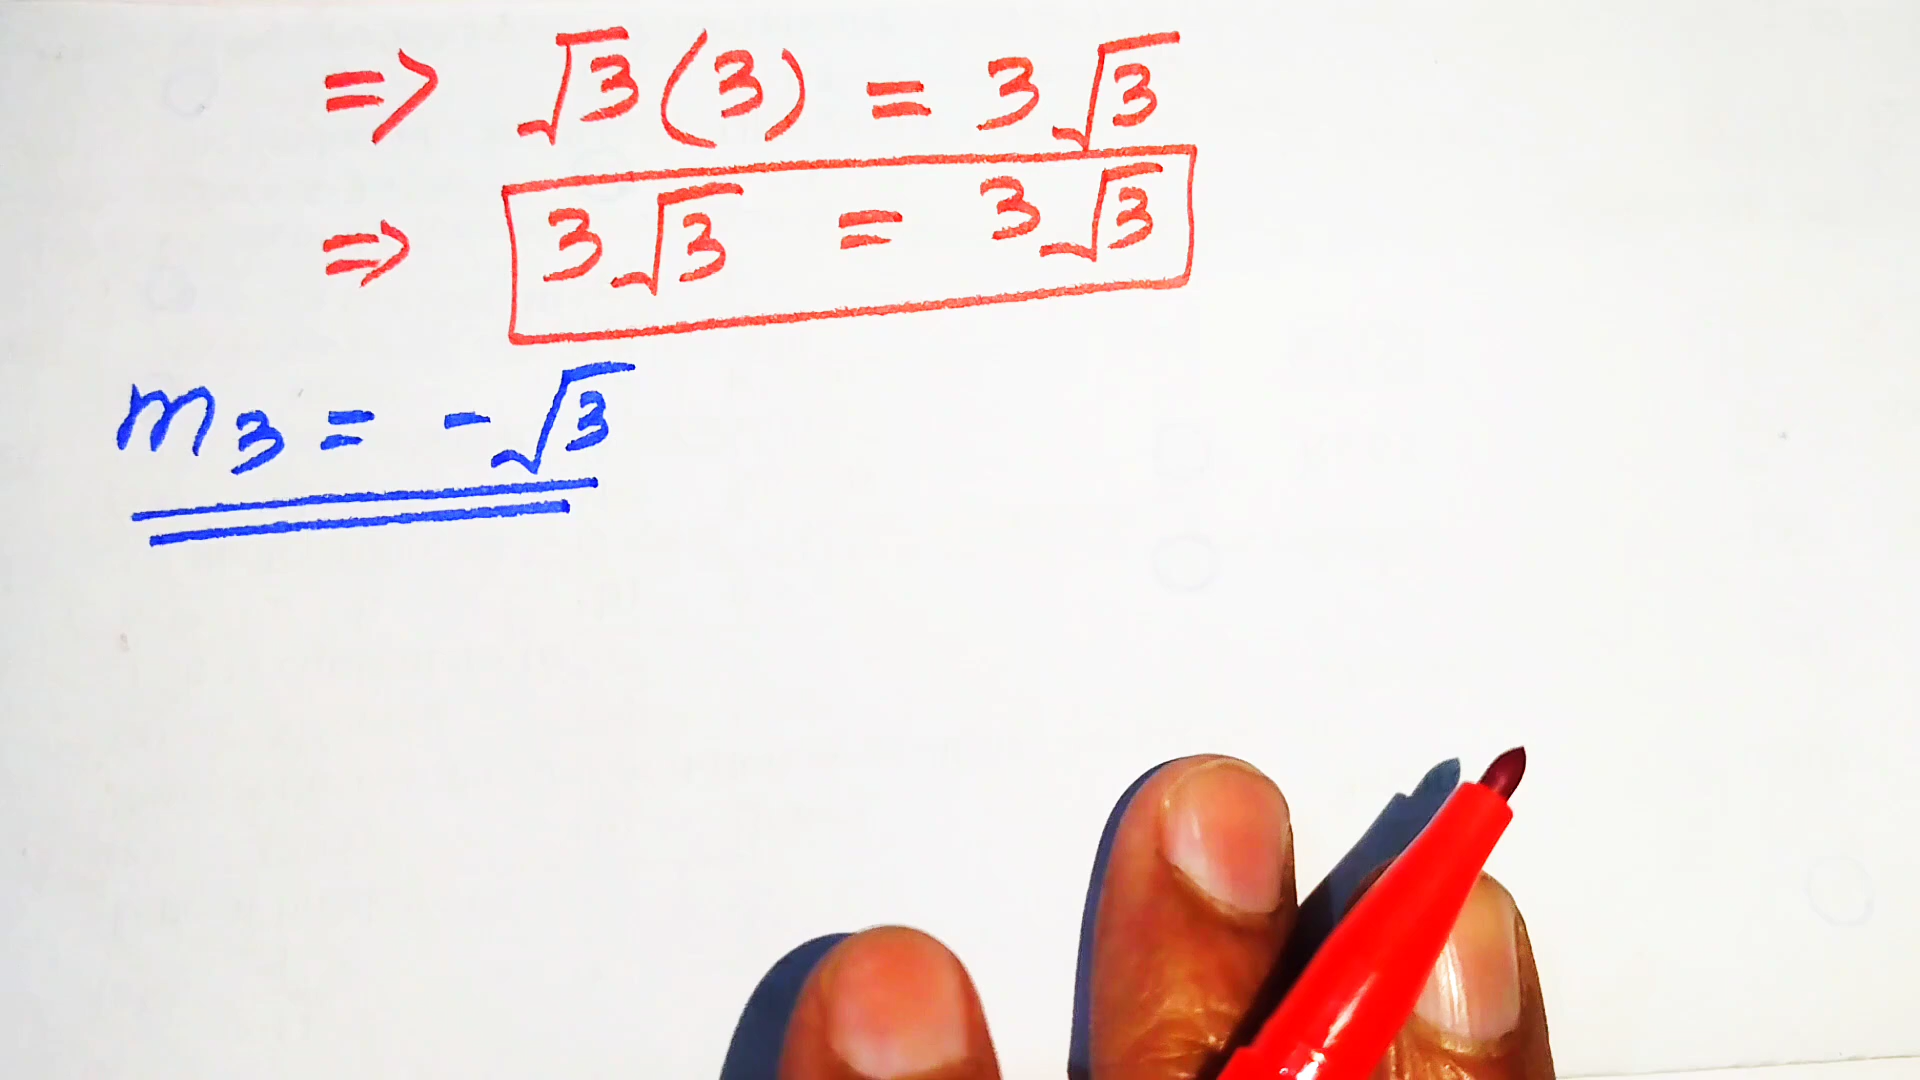 => √3(3) = 3√3
=> 3√3 = 3√3
m3 = -√3